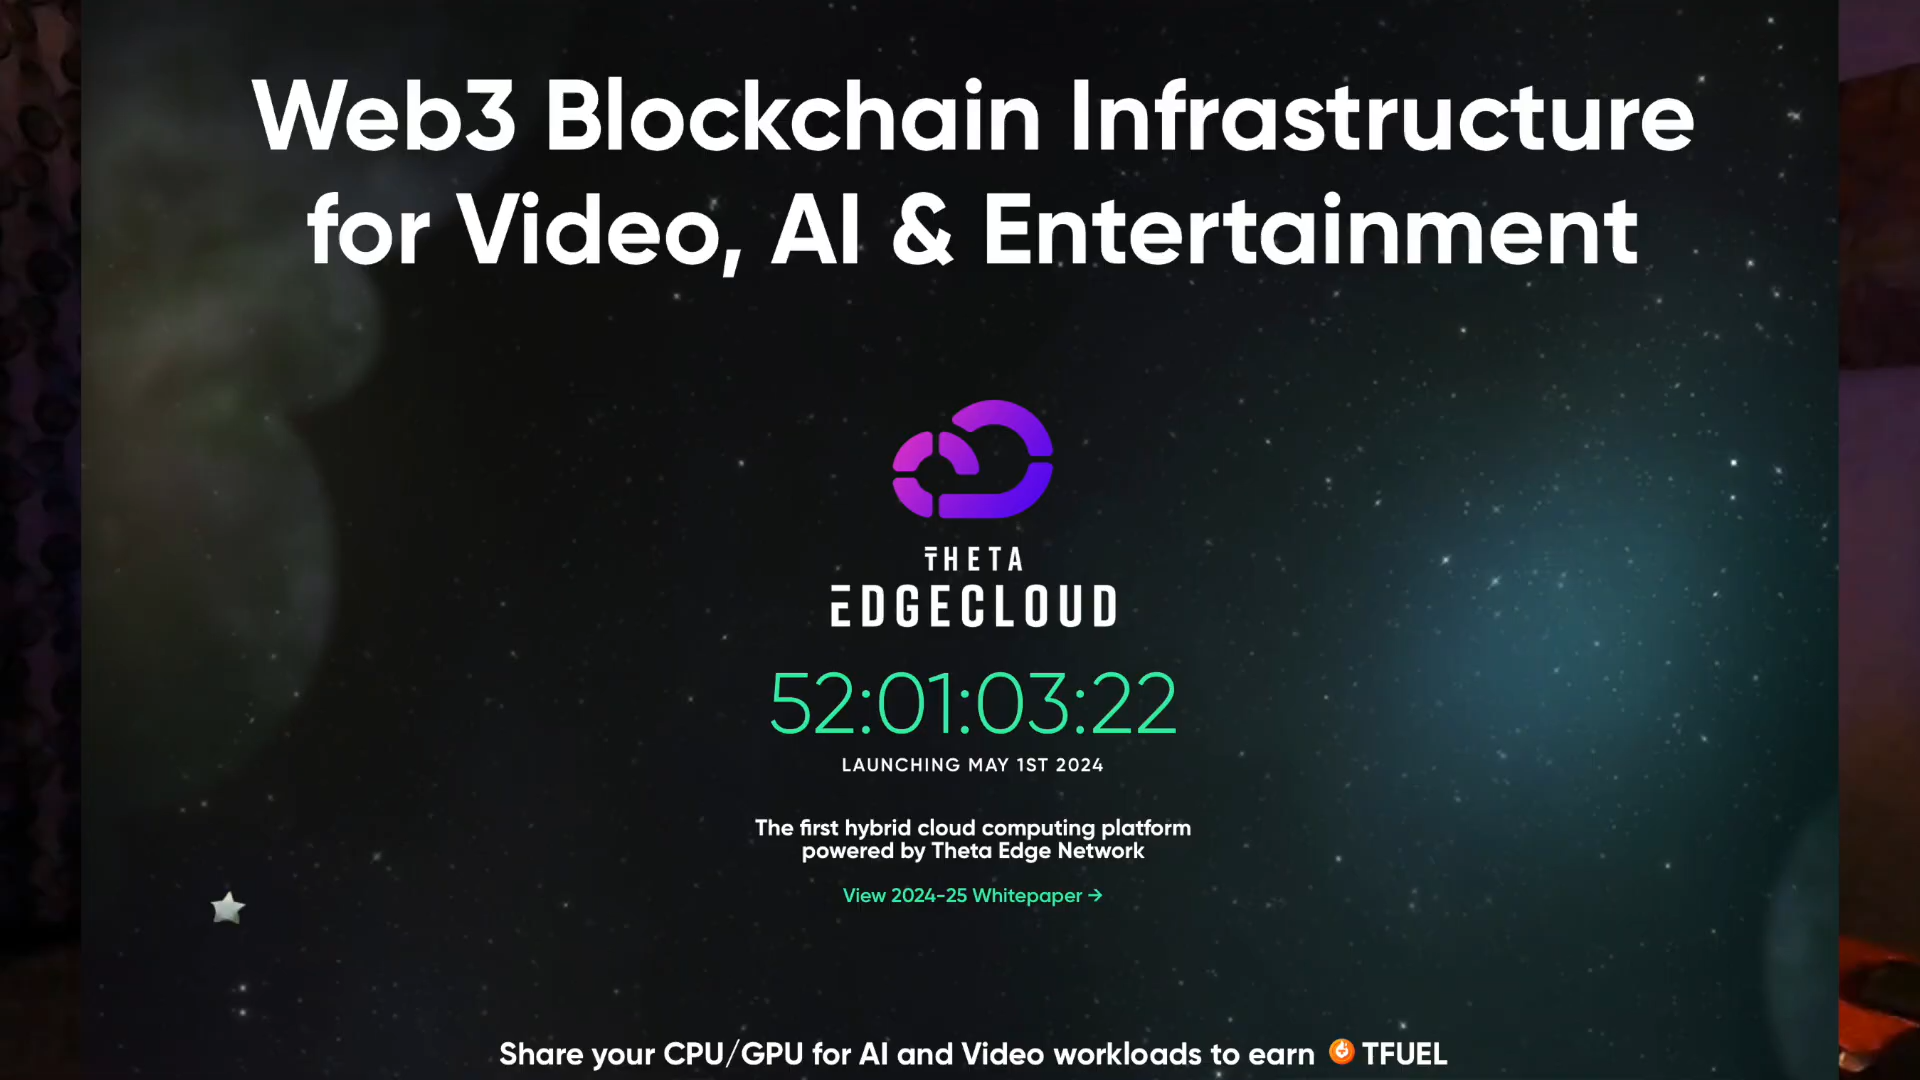 Web3 Blockchain Infrastructure
for Video, AI & Entertainment
THETA
EDGECLOUD
52:01:03:22
LAUNCHING MAY 1ST 2024
The first hybrid cloud computing platform
powered by Theta Edge Network
View 2024-25 Whitepaper →
Share your CPU/GPU for AI and Video workloads to earn TFUEL